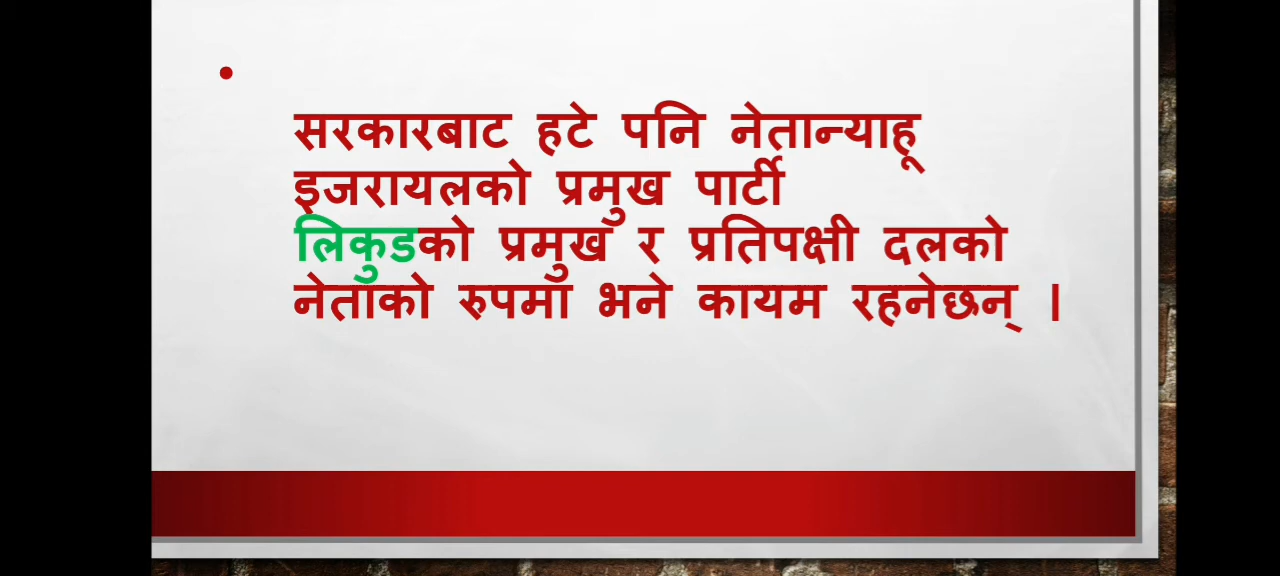 सरकारबाट हटे पनि नेतान्याहू
इजरायलको प्रमुख पार्टी
लिकुडको प्रमुख र प्रतिपक्षी दलको
नेताको रुपमा भने कायम रहनेछन् ।